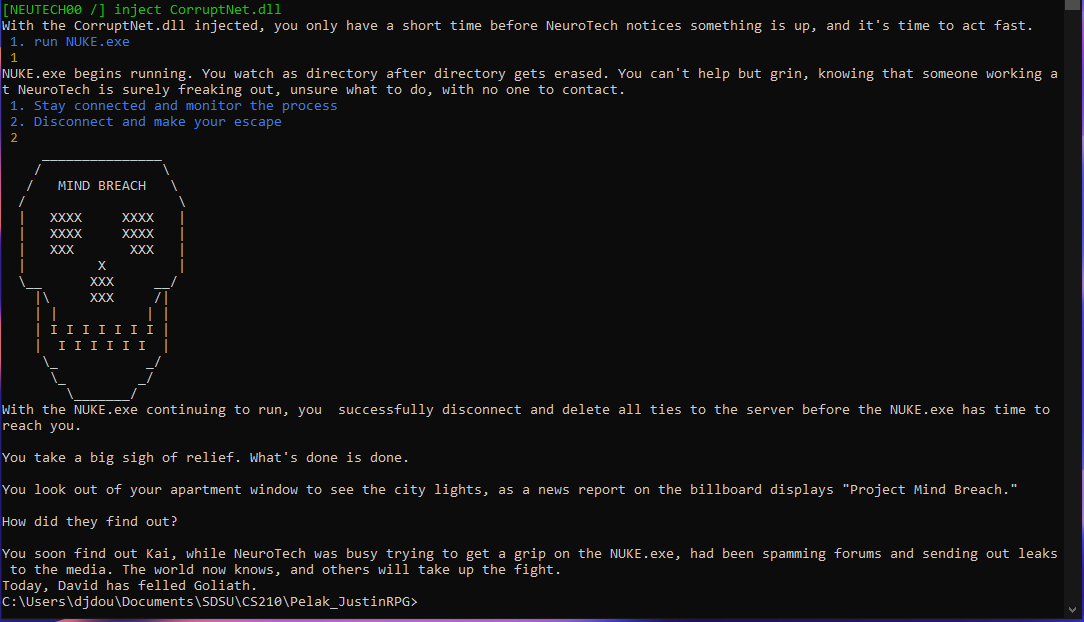 [NEUTECH00 /] inject CorruptNet.dll
With the CorruptNet.dll injected, you only have a short time before NeuroTech notices something is up, and it's time to act fast.
 1. run NUKE.exe
 1
NUKE.exe begins running. You watch as directory after directory gets erased. You can't help but grin, knowing that someone working a
t NeuroTech is surely freaking out, unsure what to do, with no one to contact.
 1. Stay connected and monitor the process
 2. Disconnect and make your escape
 2
     _______________
    /               \
   /   MIND BREACH   \
  /                   \
  |   XXXX     XXXX   |
  |   XXXX     XXXX   |
  |   XXX       XXX   |
  |         X         |
  \__      XXX     __/
    |\     XXX     /|
    | |           | |
    | I I I I I I I |
    |  I I I I I I  |
     \_           _/
      \_         _/
        \_______/
With the NUKE.exe continuing to run, you  successfully disconnect and delete all ties to the server before the NUKE.exe has time to
reach you.

You take a big sigh of relief. What's done is done.

You look out of your apartment window to see the city lights, as a news report on the billboard displays "Project Mind Breach."

How did they find out?

You soon find out Kai, while NeuroTech was busy trying to get a grip on the NUKE.exe, had been spamming forums and sending out leaks
 to the media. The world now knows, and others will take up the fight.
Today, David has felled Goliath.
C:\Users\djdou\Documents\SDSU\CS210\Pelak_JustinRPG>